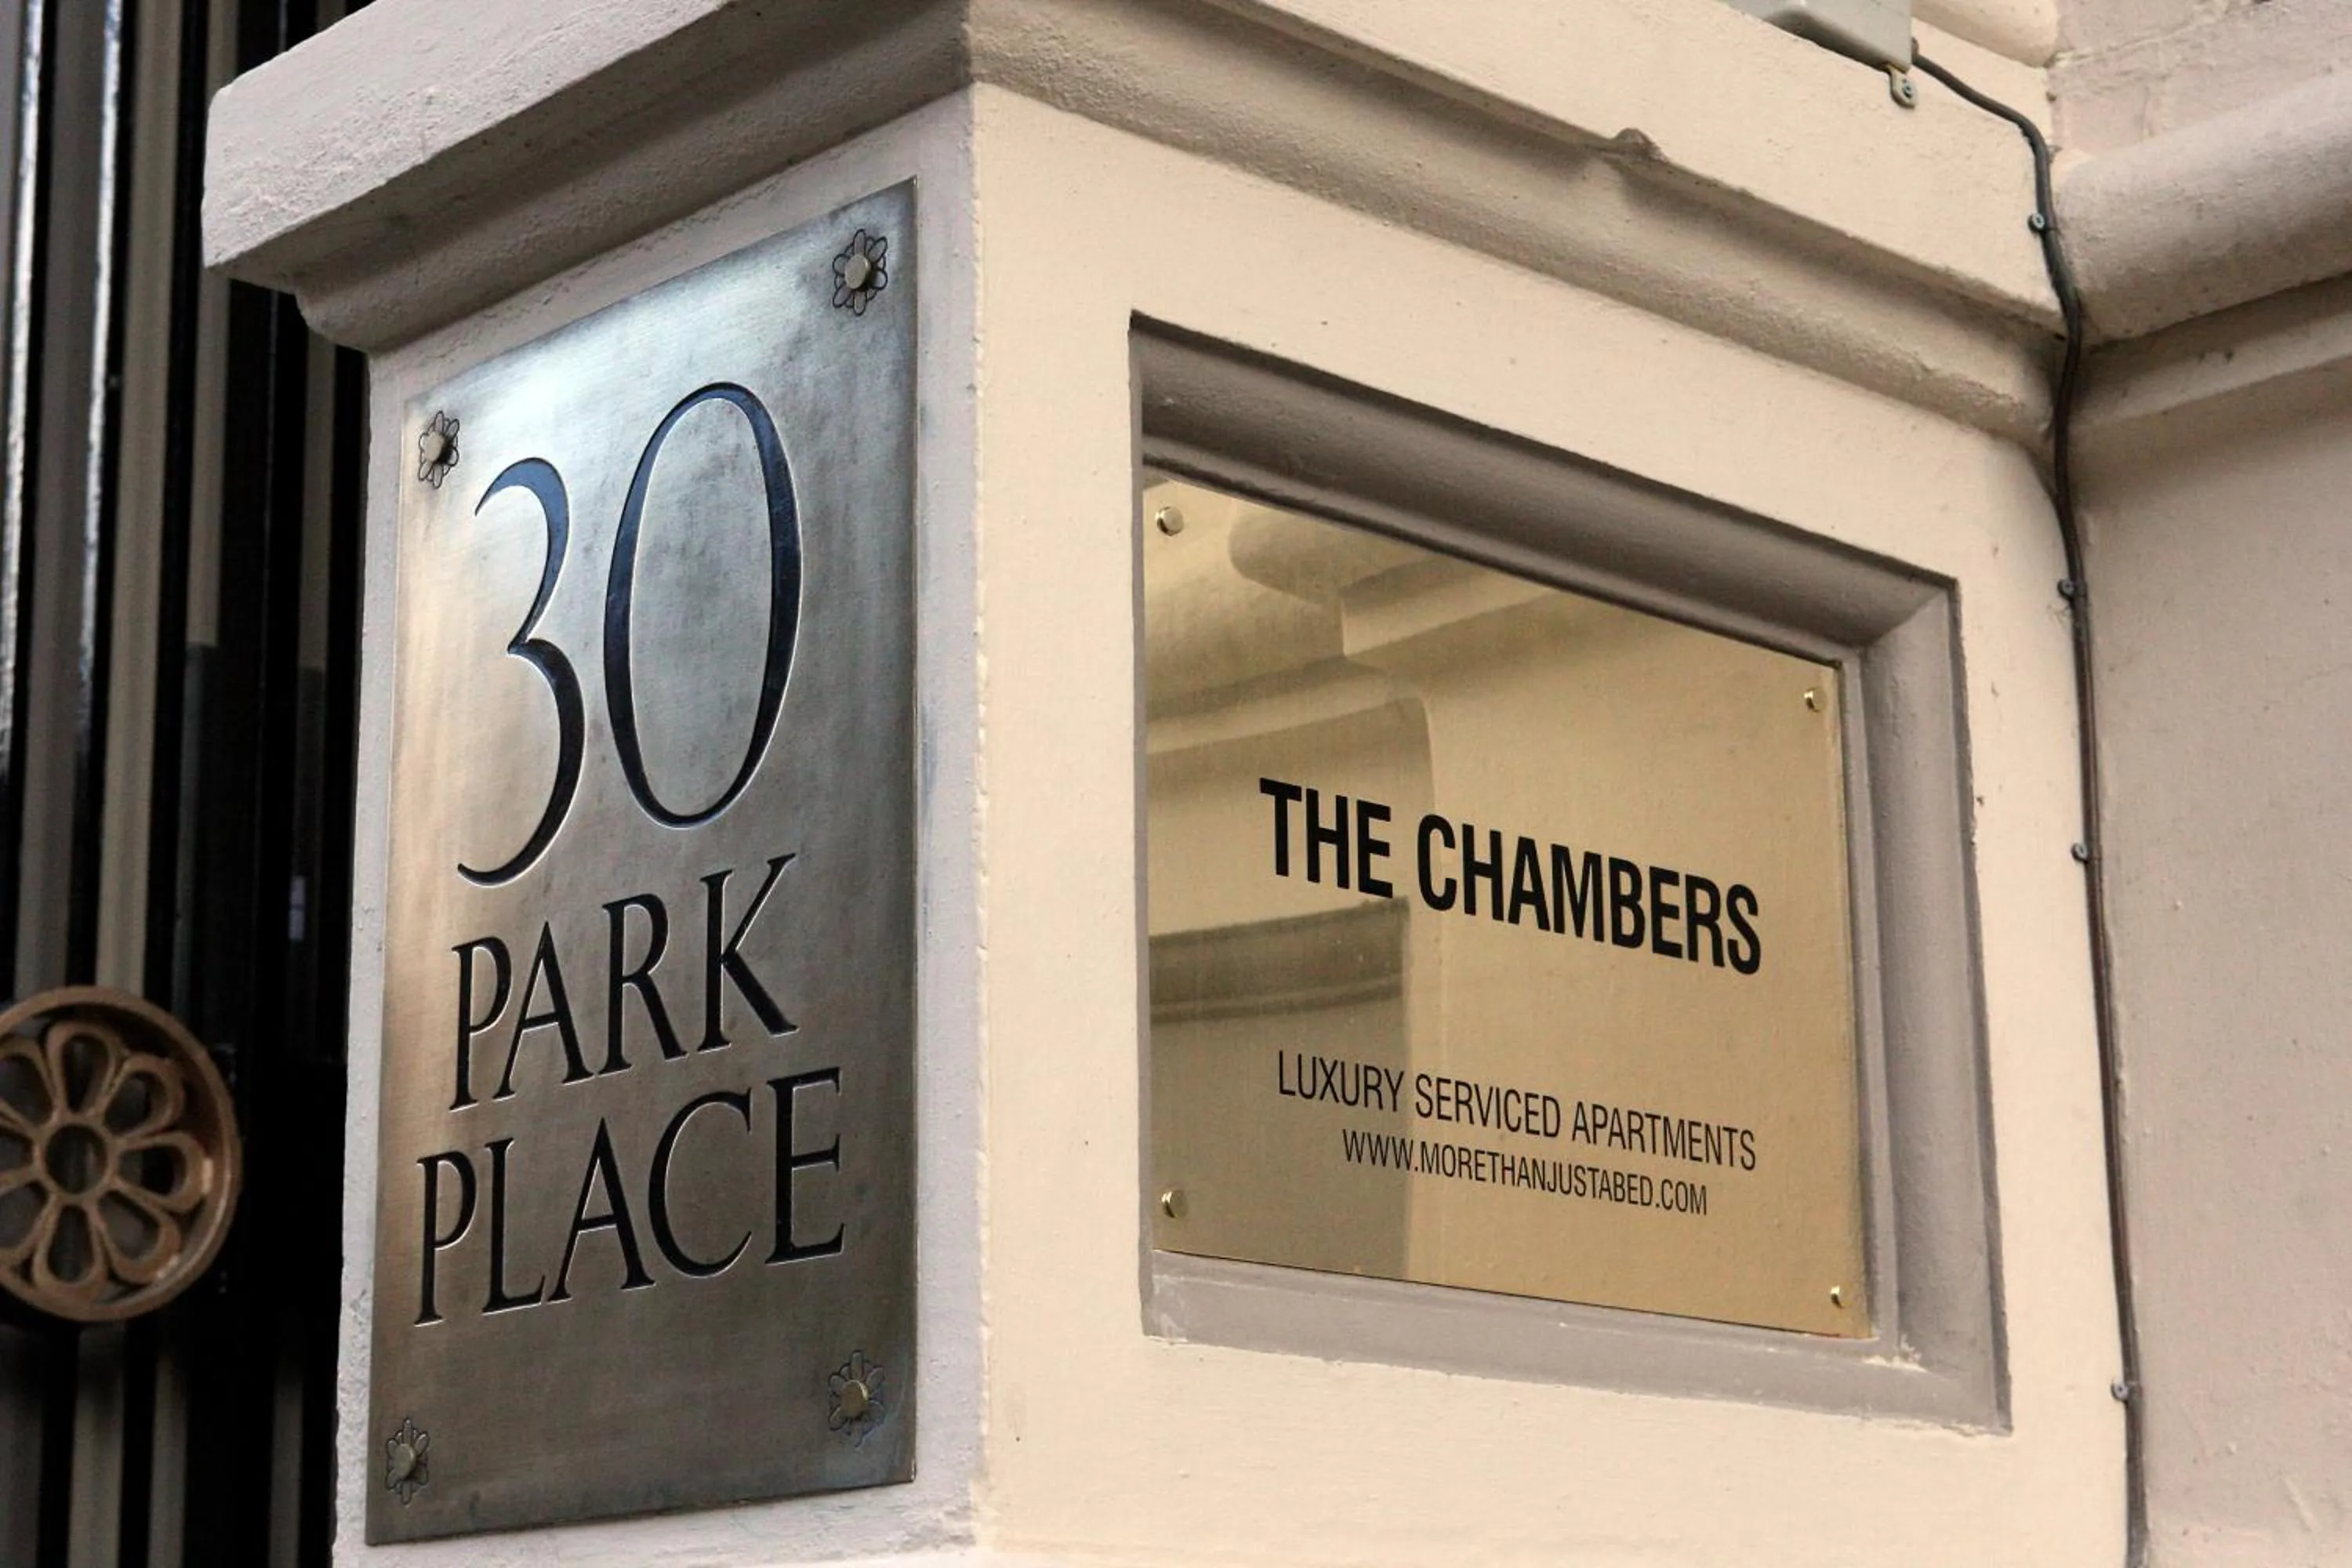 30
PARK
PLACE
THE CHAMBERS
LUXURY SERVICED APARTMENTS
WWW.MORETHANJUSTABED.COM